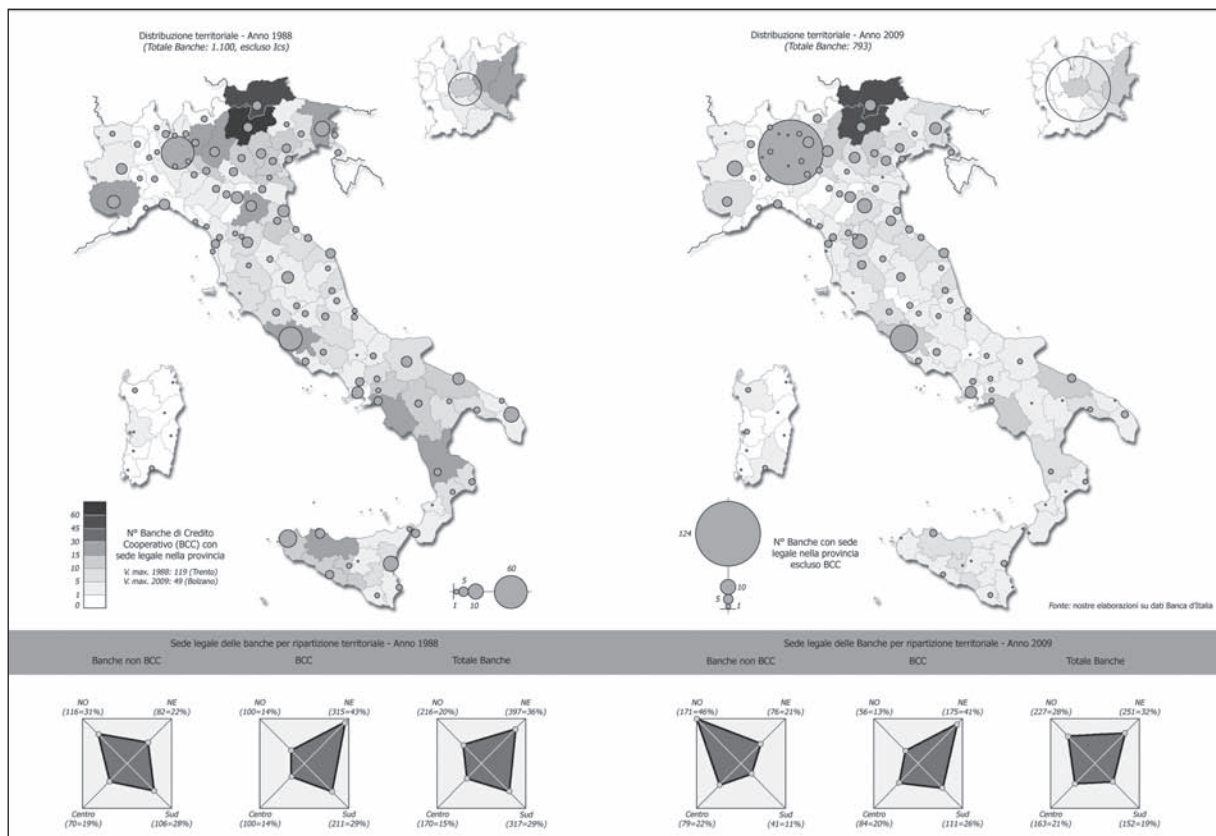 Distribuzione territoriale - Anno 1988
(Totale Banche: 1.100, escluso Ics)
Distribuzione territoriale - Anno 2009
(Totale Banche: 793)
60
45
30
15
10
5
1
0
N° Banche di Credito
Cooperativo (BCC) con
sede legale nella provincia
V. max. 1988: 119 (Trento)
V. max. 2009: 49 (Bolzano)
60
5
1
10
124
10
5
1
N° Banche con sede
legale nella provincia
escluso BCC
Fonte: nostre elaborazioni su dati Banca d'Italia
Sede legale delle banche per ripartizione territoriale - Anno 1988
Banche non BCC
BCC
Totale Banche
Sede legale delle Banche per ripartizione territoriale - Anno 2009
Banche non BCC
BCC
Totale Banche
NO
(116=31%)
NE
(82=22%)
Centro
(70=19%)
Sud
(106=28%)
NO
(100=14%)
NE
(315=43%)
Centro
(100=14%)
Sud
(211=29%)
NO
(216=20%)
NE
(397=36%)
Centro
(170=15%)
Sud
(317=29%)
NO
(171=46%)
NE
(76=21%)
Centro
(79=22%)
Sud
(41=11%)
NO
(56=13%)
NE
(175=41%)
Centro
(84=20%)
Sud
(111=26%)
NO
(227=28%)
NE
(251=32%)
Centro
(163=21%)
Sud
(152=19%)